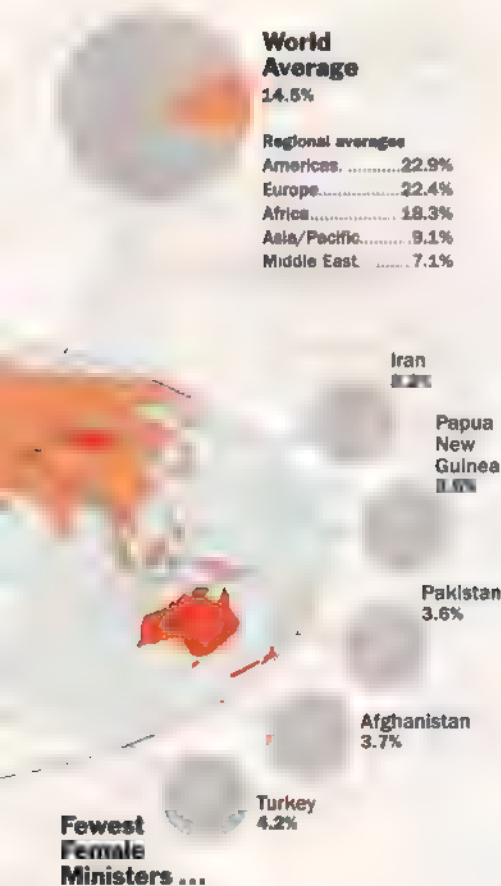 World
Average
14.5%
Regional averages
Americas ............22.9%
Europe...............22.4%
Africa................ 18.3%
Asia/Pacific..........9.1%
Middle East ....... 7.1%
Iran
Papua
New
Guinea
Pakistan
3.6%
Afghanistan
3.7%
Turkey
4.2%
Fewest
Female
Ministers ...